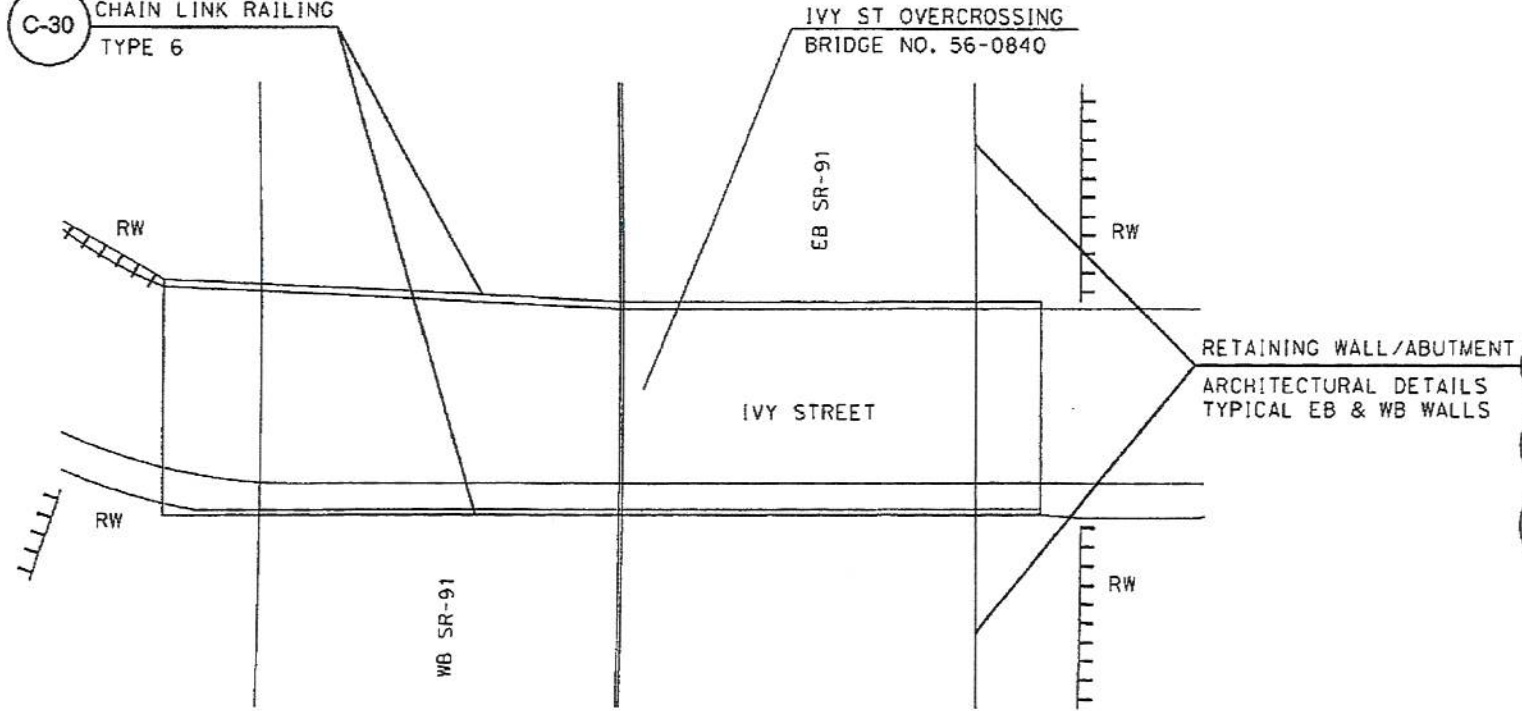 C-30
CHAIN LINK RAILING
TYPE 6
IVY ST OVERCROSSING
BRIDGE NO. 56-0840
EB SR-91
RW
RW
RETAINING WALL/ABUTMENT
ARCHITECTURAL DETAILS
TYPICAL EB & WB WALLS
IVY STREET
RW
RW
WB SR-91